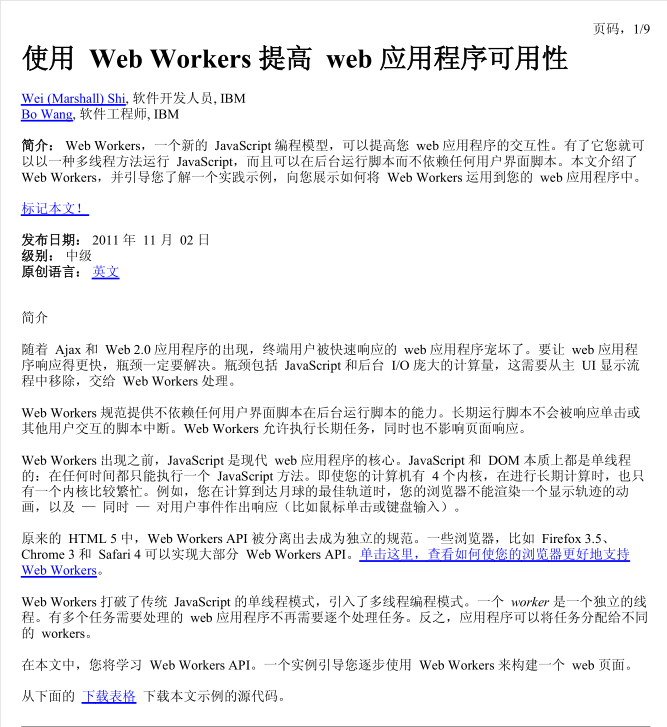 页码，1/9
使用 Web Workers 提高 web 应用程序可用性
Wei (Marshall) Shi, 软件开发人员, IBM
Bo Wang, 软件工程师, IBM
简介： Web Workers，一个新的 JavaScript 编程模型，可以提高您 web 应用程序的交互性。有了它您就可
以以一种多线程方法运行 JavaScript，而且可以在后台运行脚本而不依赖任何用户界面脚本。本文介绍了
Web Workers，并引导您了解一个实践示例，向您展示如何将 Web Workers 运用到您的 web 应用程序中。
标记本文！
发布日期： 2011 年 11 月 02 日
级别： 中级
原创语言： 英文
简介
随着 Ajax 和 Web 2.0 应用程序的出现，终端用户被快速响应的 web 应用程序宠坏了。要让 web 应用程
序响应得更快，瓶颈一定要解决。瓶颈包括 JavaScript 和后台 I/O 庞大的计算量，这需要从主 UI 显示流
程中移除，交给 Web Workers 处理。
Web Workers 规范提供不依赖任何用户界面脚本在后台运行脚本的能力。长期运行脚本不会被响应单击或
其他用户交互的脚本中断。Web Workers 允许执行长期任务，同时也不影响页面响应。
Web Workers 出现之前，JavaScript 是现代 web 应用程序的核心。JavaScript 和 DOM 本质上都是单线程
的：在任何时间都只能执行一个 JavaScript 方法。即使您的计算机有 4 个内核，在进行长期计算时，也只
有一个内核比较繁忙。例如，您在计算到达月球的最佳轨道时，您的浏览器不能渲染一个显示轨迹的动
画，以及 — 同时 — 对用户事件作出响应（比如鼠标单击或键盘输入）。
原来的 HTML 5 中，Web Workers API 被分离出去成为独立的规范。一些浏览器，比如 Firefox 3.5、
Chrome 3 和 Safari 4 可以实现大部分 Web Workers API。单击这里，查看如何使您的浏览器更好地支持
Web Workers。
Web Workers 打破了传统 JavaScript 的单线程模式，引入了多线程编程模式。一个 worker 是一个独立的线
程。有多个任务需要处理的 web 应用程序不再需要逐个处理任务。反之，应用程序可以将任务分配给不同
的 workers。
在本文中，您将学习 Web Workers API。一个实例引导您逐步使用 Web Workers 来构建一个 web 页面。
从下面的 下载表格 下载本文示例的源代码。